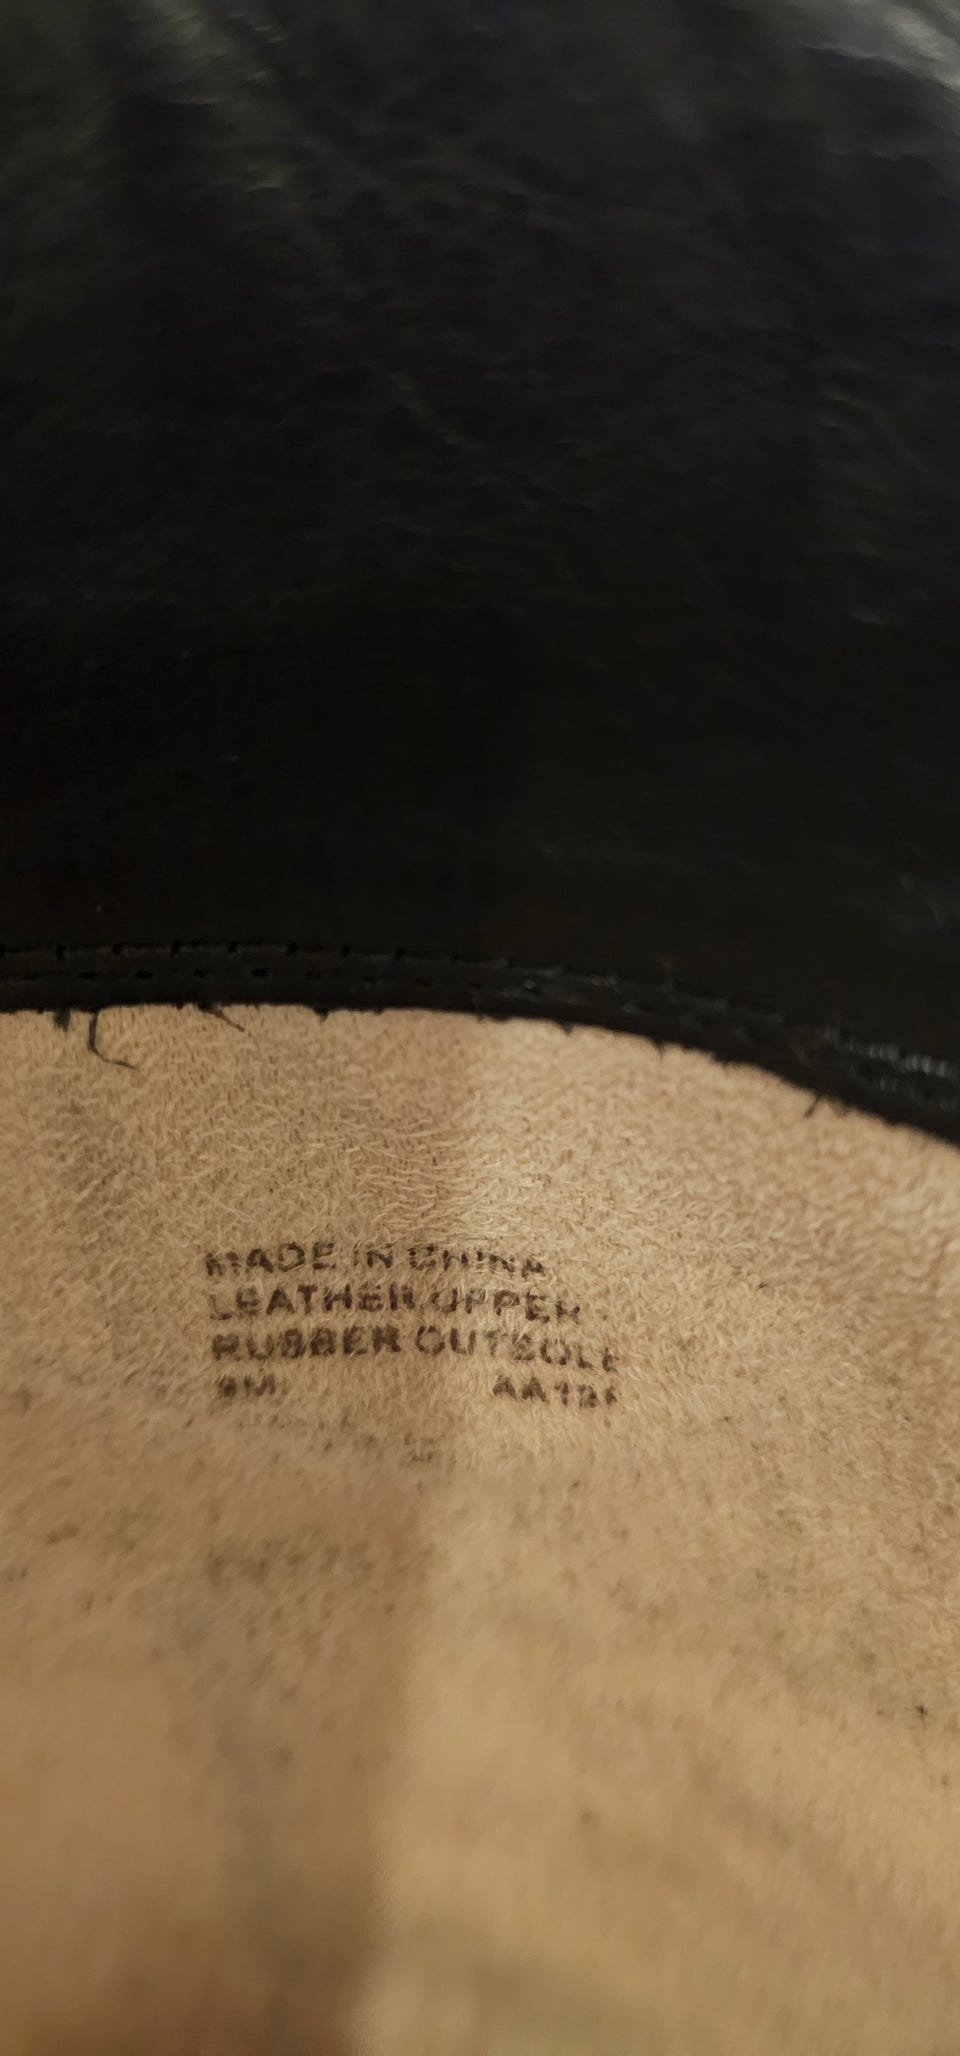 MADE IN CHINA
LEATHER UPPER
RUBBER OUTSOLE
9M